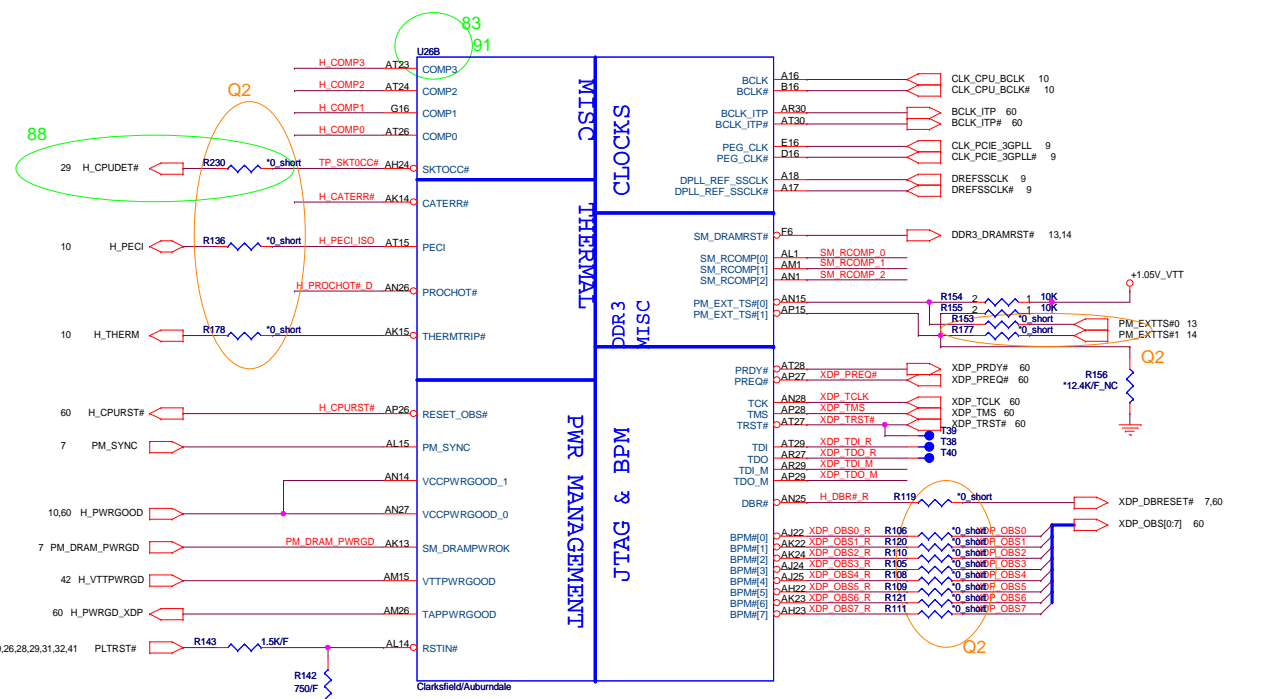 83
91
U26B
Q2
88
H_COMP3 AT23 COMP3
H_COMP2 AT24 COMP2
H_COMP1 G16 COMP1
H_COMP0 AT26 COMP0
29 H_CPUDET# R230 *0_short TP_SKT0CC# AH24 SKTOCC#
H_CATERR# AK14 CATERR#
10 H_PECI R136 *0_short H_PECI_ISO AT15 PECI
H_PROCHOT#_D AN26 PROCHOT#
10 H_THERM R178 *0_short AK15 THERMTRIP#
60 H_CPURST# H_CPURST# AP26 RESET_OBS#
7 PM_SYNC AL15 PM_SYNC
AN14 VCCPWRGOOD_1
10,60 H_PWRGOOD AN27 VCCPWRGOOD_0
7 PM_DRAM_PWRGD PM_DRAM_PWRGD AK13 SM_DRAMPWROK
42 H_VTTPWRGD AM15 VTTPWRGOOD
60 H_PWRGD_XDP AM26 TAPPWRGOOD
,26,28,29,31,32,41 PLTRST# R143 1.5K/F AL14 RSTIN#
R142
750/F
Clarksfield/Auburndale
MISC
THERMAL
PWR MANAGEMENT
CLOCKS
DDR3
MISC
JTAG & BPM
BCLK A16 CLK_CPU_BCLK 10
BCLK# B16 CLK_CPU_BCLK# 10
BCLK_ITP AR30 BCLK_ITP 60
BCLK_ITP# AT30 BCLK_ITP# 60
PEG_CLK E16 CLK_PCIE_3GPLL 9
PEG_CLK# D16 CLK_PCIE_3GPLL# 9
DPLL_REF_SSCLK A18 DREFSSCLK 9
DPLL_REF_SSCLK# A17 DREFSSCLK# 9
SM_DRAMRST# F6 DDR3_DRAMRST# 13,14
SM_RCOMP[0] AL1 SM_RCOMP_0
SM_RCOMP[1] AM1 SM_RCOMP_1
SM_RCOMP[2] AN1 SM_RCOMP_2
+1.05V_VTT
PM_EXT_TS#[0] AN15 R154 2 1 10K
PM_EXT_TS#[1] AP15 R155 2 1 10K
R153 *0_short PM_EXTTS#0 13
R177 *0_short PM_EXTTS#1 14
Q2
R156
*12.4K/F_NC
PRDY# AT28 XDP_PRDY# 60
PREQ# AP27 XDP_PREQ# XDP_PREQ# 60
TCK AN28 XDP_TCLK XDP_TCLK 60
TMS AP28 XDP_TMS XDP_TMS 60
TRST# AT27 XDP_TRST# XDP_TRST# 60
T39
TDI AT29 XDP_TDI_R T38
TDO AR27 XDP_TDO_R T40
TDI_M AR29 XDP_TDI_M
TDO_M AP29 XDP_TDO_M
DBR# AN25 H_DBR#_R R119 *0_short XDP_DBRESET# 7,60
XDP_OBS[0:7] 60
BPM#[0] AJ22 XDP_OBS0_R R106 *0_short XDP_OBS0
BPM#[1] AK22 XDP_OBS1_R R120 *0_short XDP_OBS1
BPM#[2] AK24 XDP_OBS2_R R110 *0_short XDP_OBS2
BPM#[3] AJ24 XDP_OBS3_R R105 *0_short XDP_OBS3
BPM#[4] AJ25 XDP_OBS4_R R108 *0_short XDP_OBS4
BPM#[5] AH22 XDP_OBS5_R R109 *0_short XDP_OBS5
BPM#[6] AK23 XDP_OBS6_R R121 *0_short XDP_OBS6
BPM#[7] AH23 XDP_OBS7_R R111 *0_short XDP_OBS7
Q2